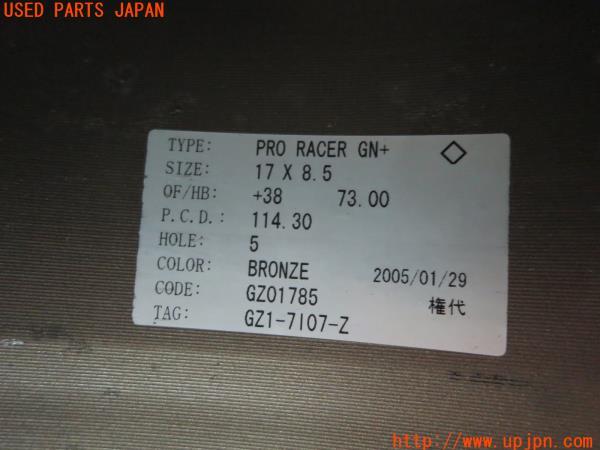 USED PARTS JAPAN
TYPE: PRO RACER GN+ ◇
SIZE: 17 X 8.5
OF/HB: +38 73.00
P.C.D.: 114.30
HOLE: 5
COLOR: BRONZE 2005/01/29
CODE: GZ01785 権代
TAG: GZ1-7I07-Z
http://www.upjpn.com